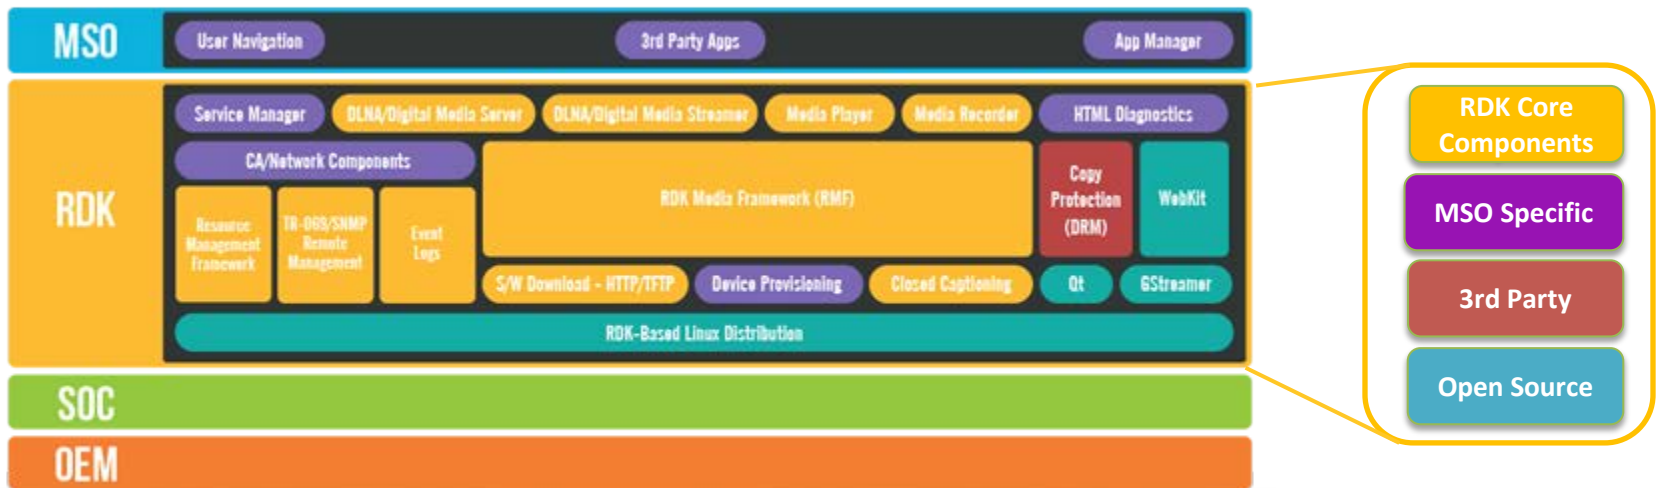 MSO
User Navigation
3rd Party Apps
App Manager
RDK
Service Manager
DLNA/Digital Media Server
DLNA/Digital Media Streamer
Media Player
Media Recorder
HTML Diagnostics
CA/Network Components
RDK Media Framework (RMF)
Copy
Protection
(DRM)
WebKit
Resource
Management
Framework
TR-069/SNMP
Remote
Management
Event
Logs
S/W Download - HTTP/TFTP
Device Provisioning
Closed Captioning
Qt
GStreamer
RDK-Based Linux Distribution
SOC
OEM
RDK Core
Components
MSO Specific
3rd Party
Open Source